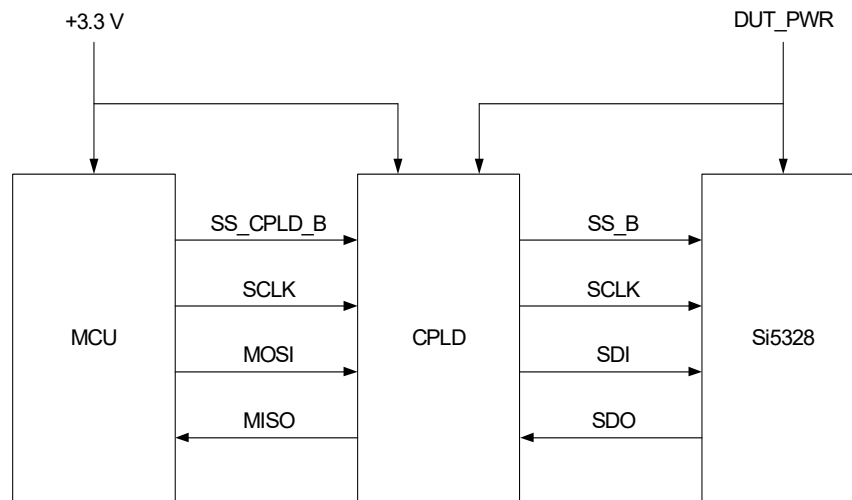 +3.3 V
DUT_PWR
SS_CPLD_B
SS_B
SCLK
SCLK
MCU
CPLD
Si5328
MOSI
SDI
MISO
SDO